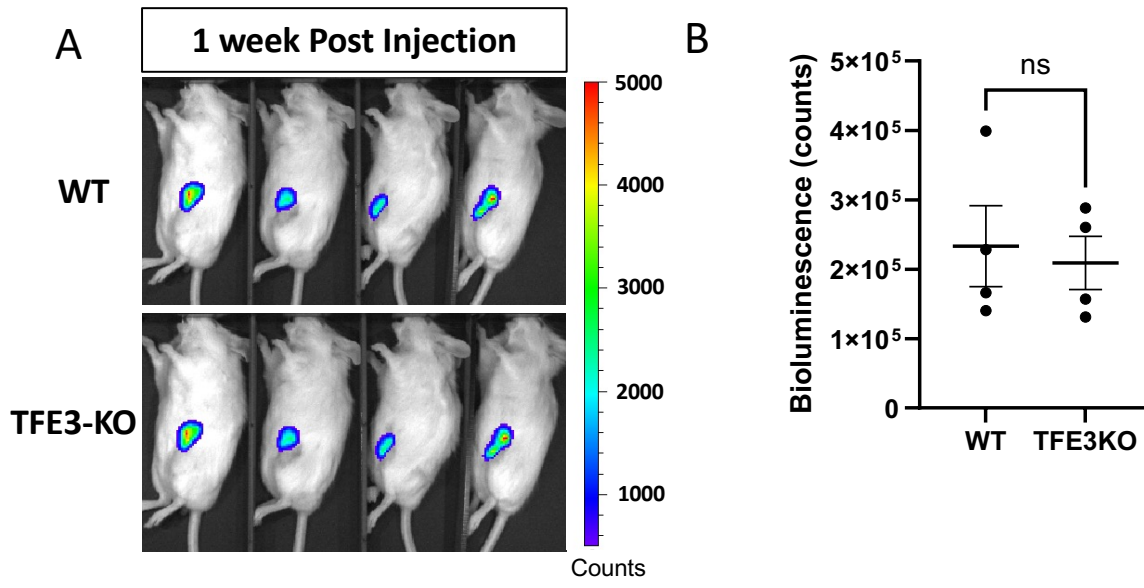 A
1 week Post Injection
WT
TFE3-KO
5000
4000
3000
2000
1000
Counts
B
Bioluminescence (counts)
5×10⁵
4×10⁵
3×10⁵
2×10⁵
1×10⁵
0
ns
WT TFE3KO